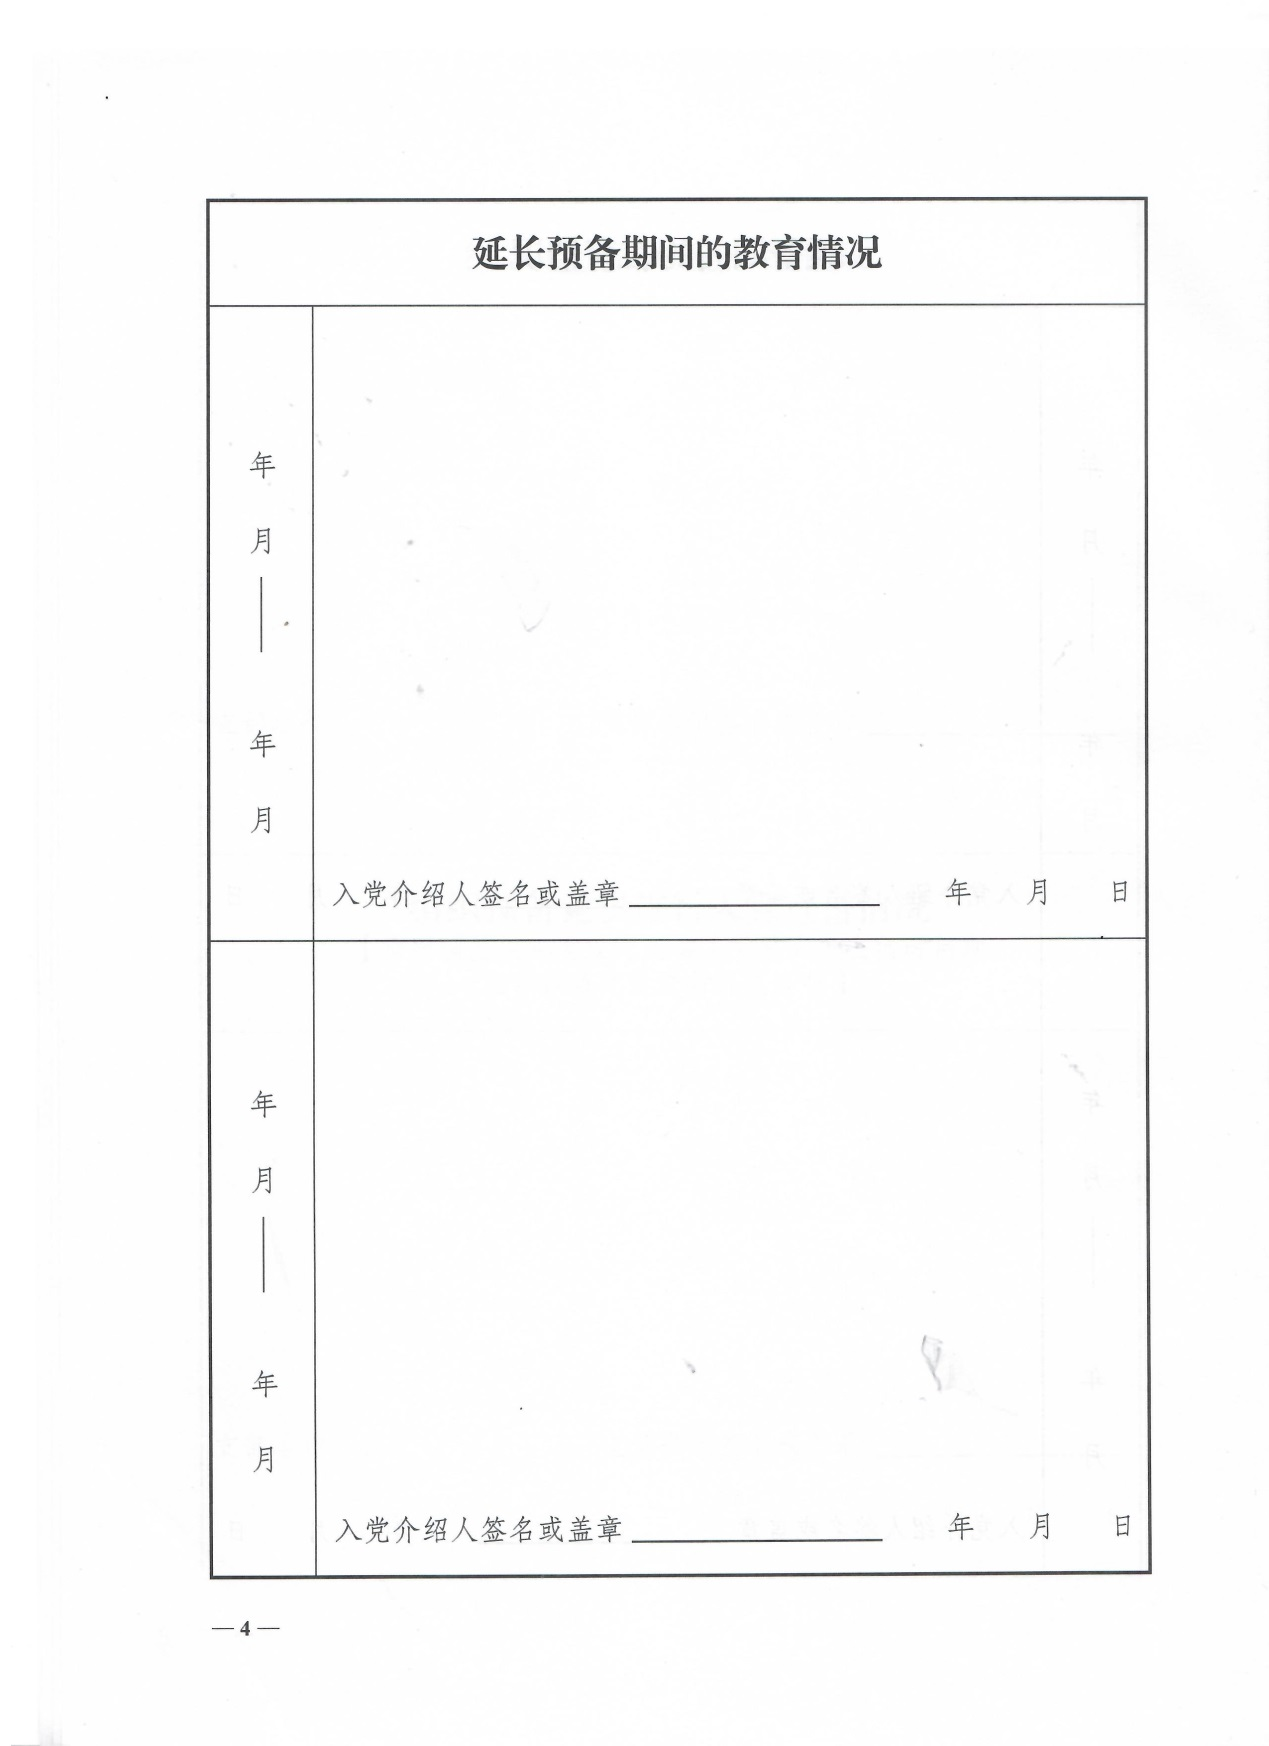 延长预备期间的教育情况
年
月
——
年
月
入党介绍人签名或盖章 ________ 年 月 日
年
月
——
年
月
入党介绍人签名或盖章 ________ 年 月 日
— 4 —